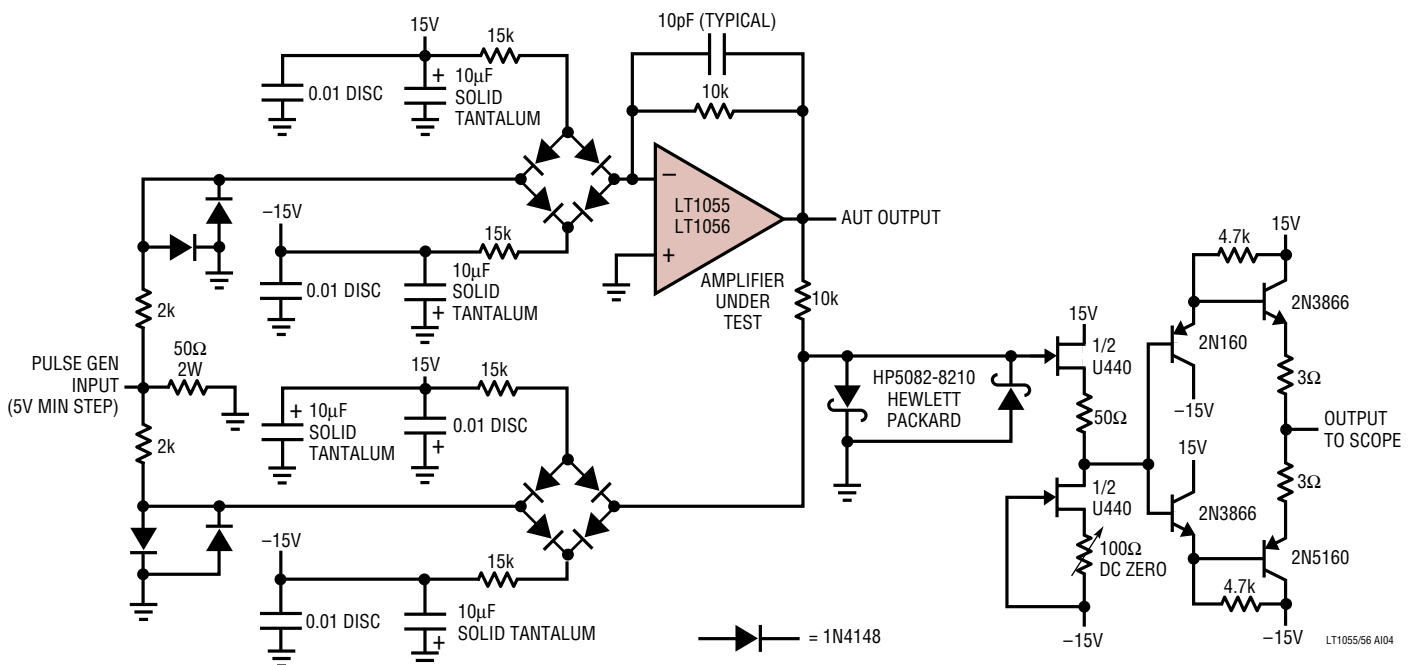 10pF (TYPICAL)
15V
15k
0.01 DISC
+
10µF
SOLID
TANTALUM
10k
–
LT1055
LT1056
+
AUT OUTPUT
AMPLIFIER
UNDER
TEST
–15V
15k
0.01 DISC
10µF
SOLID
TANTALUM
+
2k
PULSE GEN
INPUT
(5V MIN STEP)
50Ω
2W
2k
10k
15V
15k
+
10µF
SOLID
TANTALUM
0.01 DISC
+
–15V
15k
0.01 DISC
10µF
SOLID TANTALUM
+
= 1N4148
HP5082-8210
HEWLETT
PACKARD
15V
1/2
U440
50Ω
1/2
U440
100Ω
DC ZERO
–15V
4.7k
15V
2N3866
2N160
–15V
3Ω
OUTPUT
TO SCOPE
15V
3Ω
2N3866
2N5160
4.7k
–15V
LT1055/56 AI04